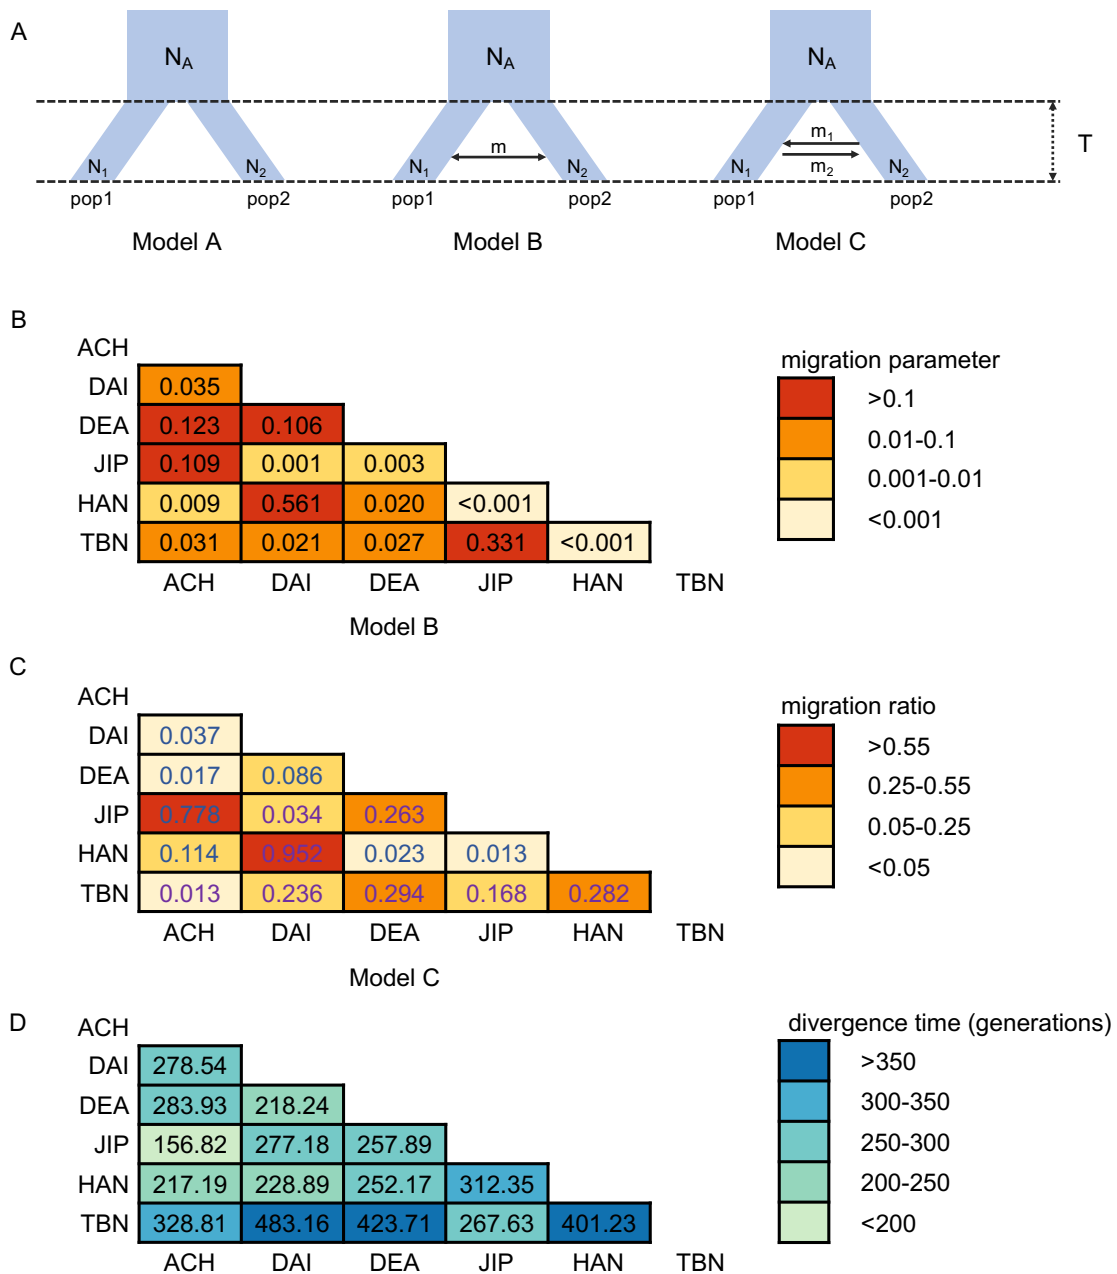 A
N_A N_A N_A
m m₁
T
N₁ N₂ N₁ N₂ m₂ N₁ N₂
pop1 pop2 pop1 pop2 pop1 pop2
Model A Model B Model C
B
ACH
migration parameter
DAI 0.035 >0.1
DEA 0.123 0.106 0.01-0.1
JIP 0.109 0.001 0.003 0.001-0.01
HAN 0.009 0.561 0.020 <0.001 <0.001
TBN 0.031 0.021 0.027 0.331 <0.001
ACH DAI DEA JIP HAN TBN
Model B
C
ACH
migration ratio
DAI 0.037 >0.55
DEA 0.017 0.086 0.25-0.55
JIP 0.778 0.034 0.263 0.05-0.25
HAN 0.114 0.952 0.023 0.013 <0.05
TBN 0.013 0.236 0.294 0.168 0.282
ACH DAI DEA JIP HAN TBN
Model C
D
ACH
divergence time (generations)
DAI 278.54 >350
DEA 283.93 218.24 300-350
JIP 156.82 277.18 257.89 250-300
HAN 217.19 228.89 252.17 312.35 200-250
TBN 328.81 483.16 423.71 267.63 401.23 <200
ACH DAI DEA JIP HAN TBN